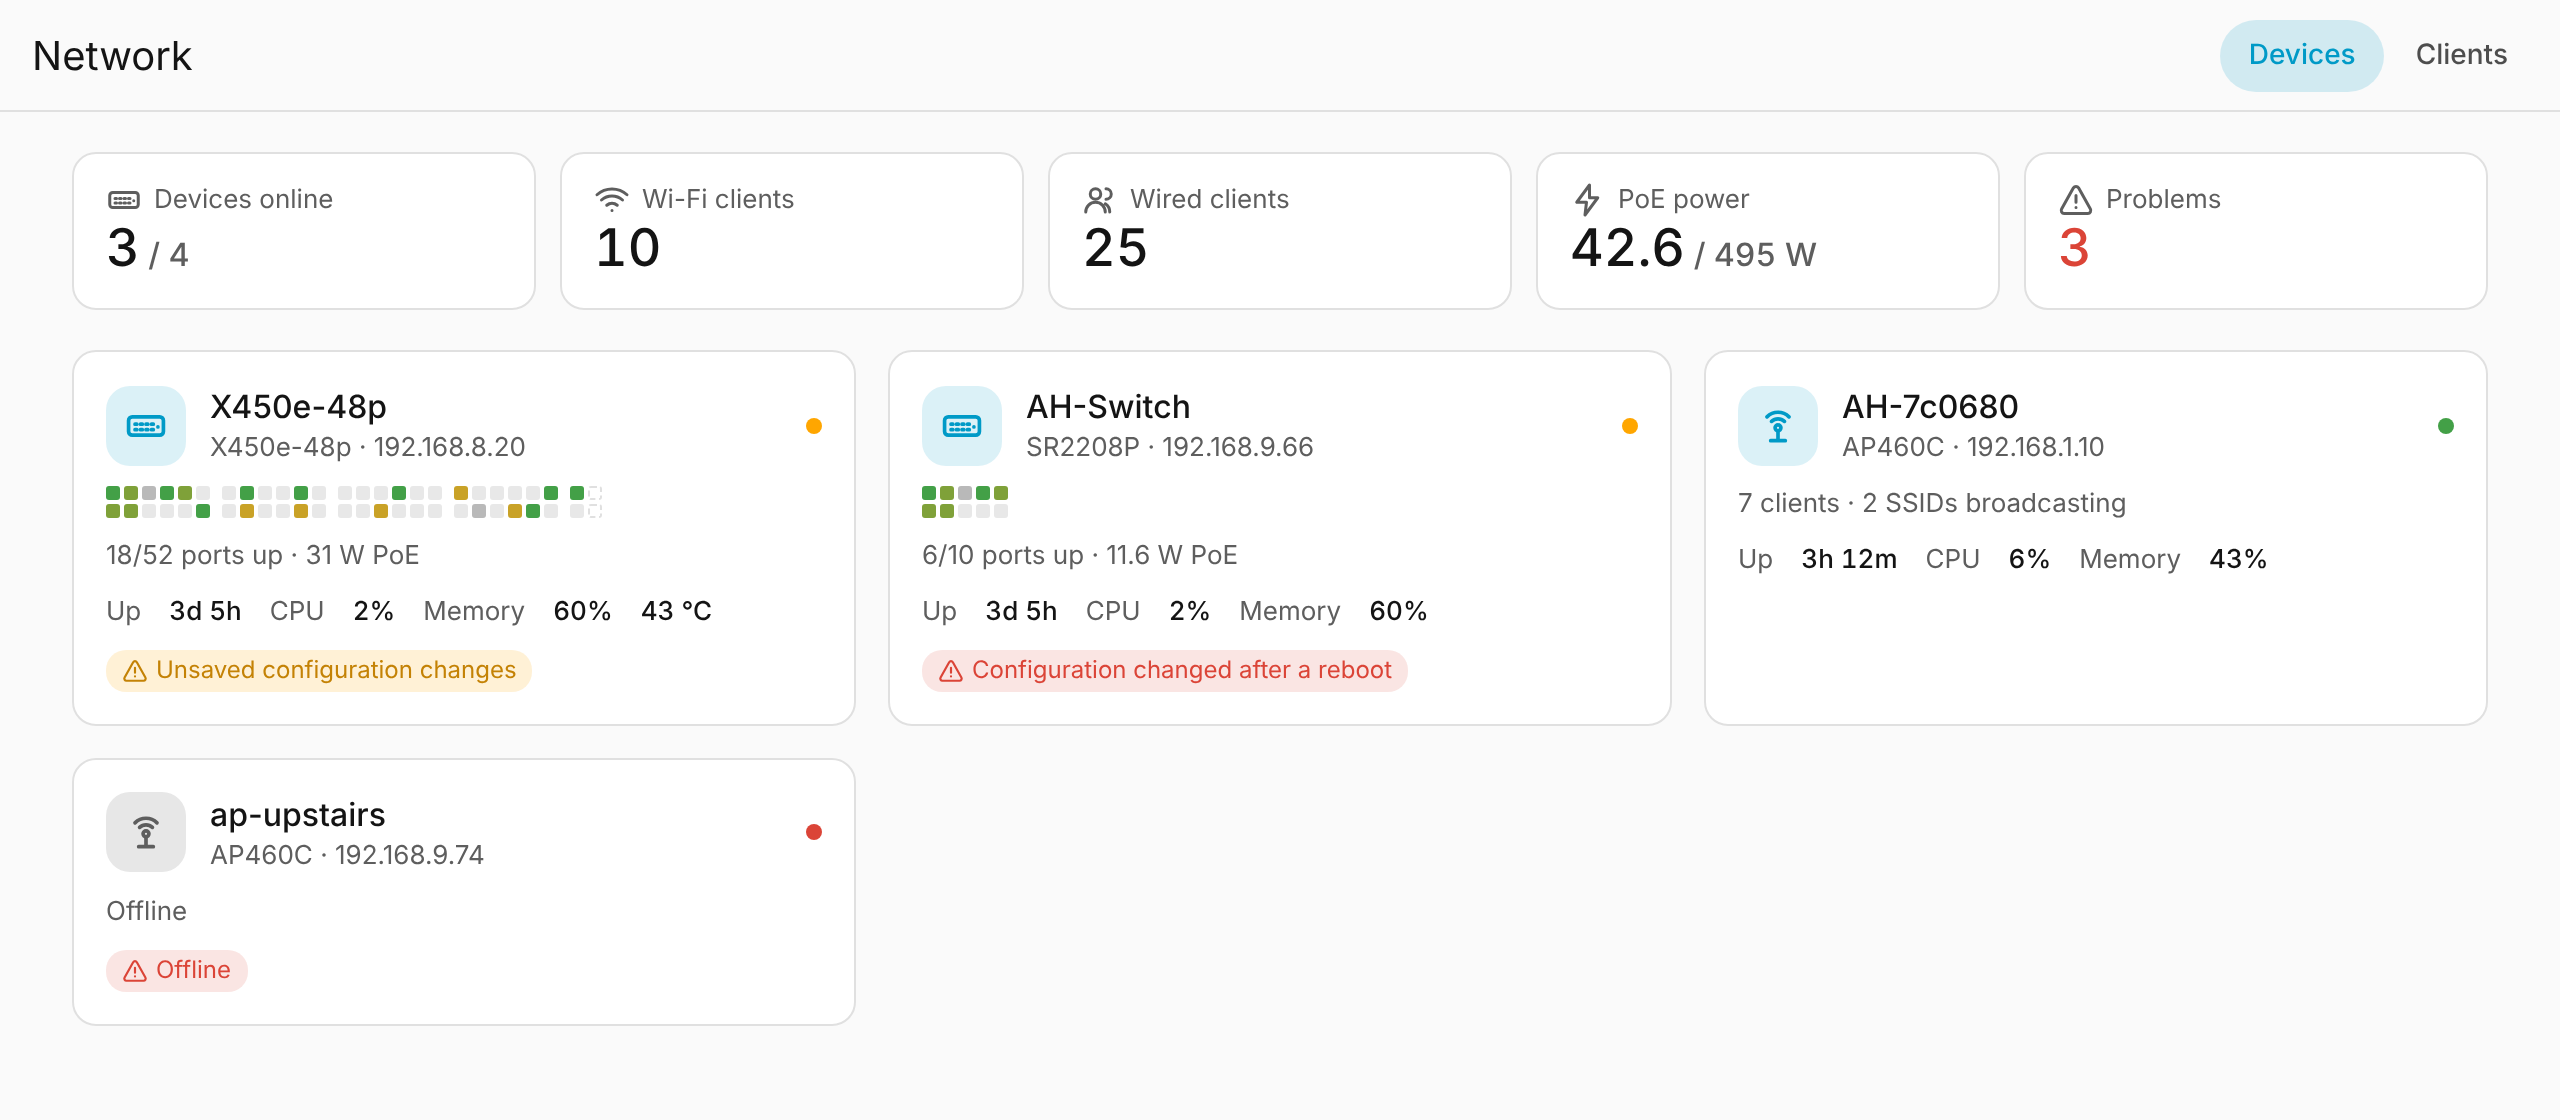 Network
Devices
Clients
Devices online
3 / 4
Wi-Fi clients
10
Wired clients
25
PoE power
42.6 / 495 W
Problems
3
X450e-48p
X450e-48p · 192.168.8.20
18/52 ports up · 31 W PoE
Up 3d 5h CPU 2% Memory 60% 43 °C
Unsaved configuration changes
AH-Switch
SR2208P · 192.168.9.66
6/10 ports up · 11.6 W PoE
Up 3d 5h CPU 2% Memory 60%
Configuration changed after a reboot
AH-7c0680
AP460C · 192.168.1.10
7 clients · 2 SSIDs broadcasting
Up 3h 12m CPU 6% Memory 43%
ap-upstairs
AP460C · 192.168.9.74
Offline
Offline